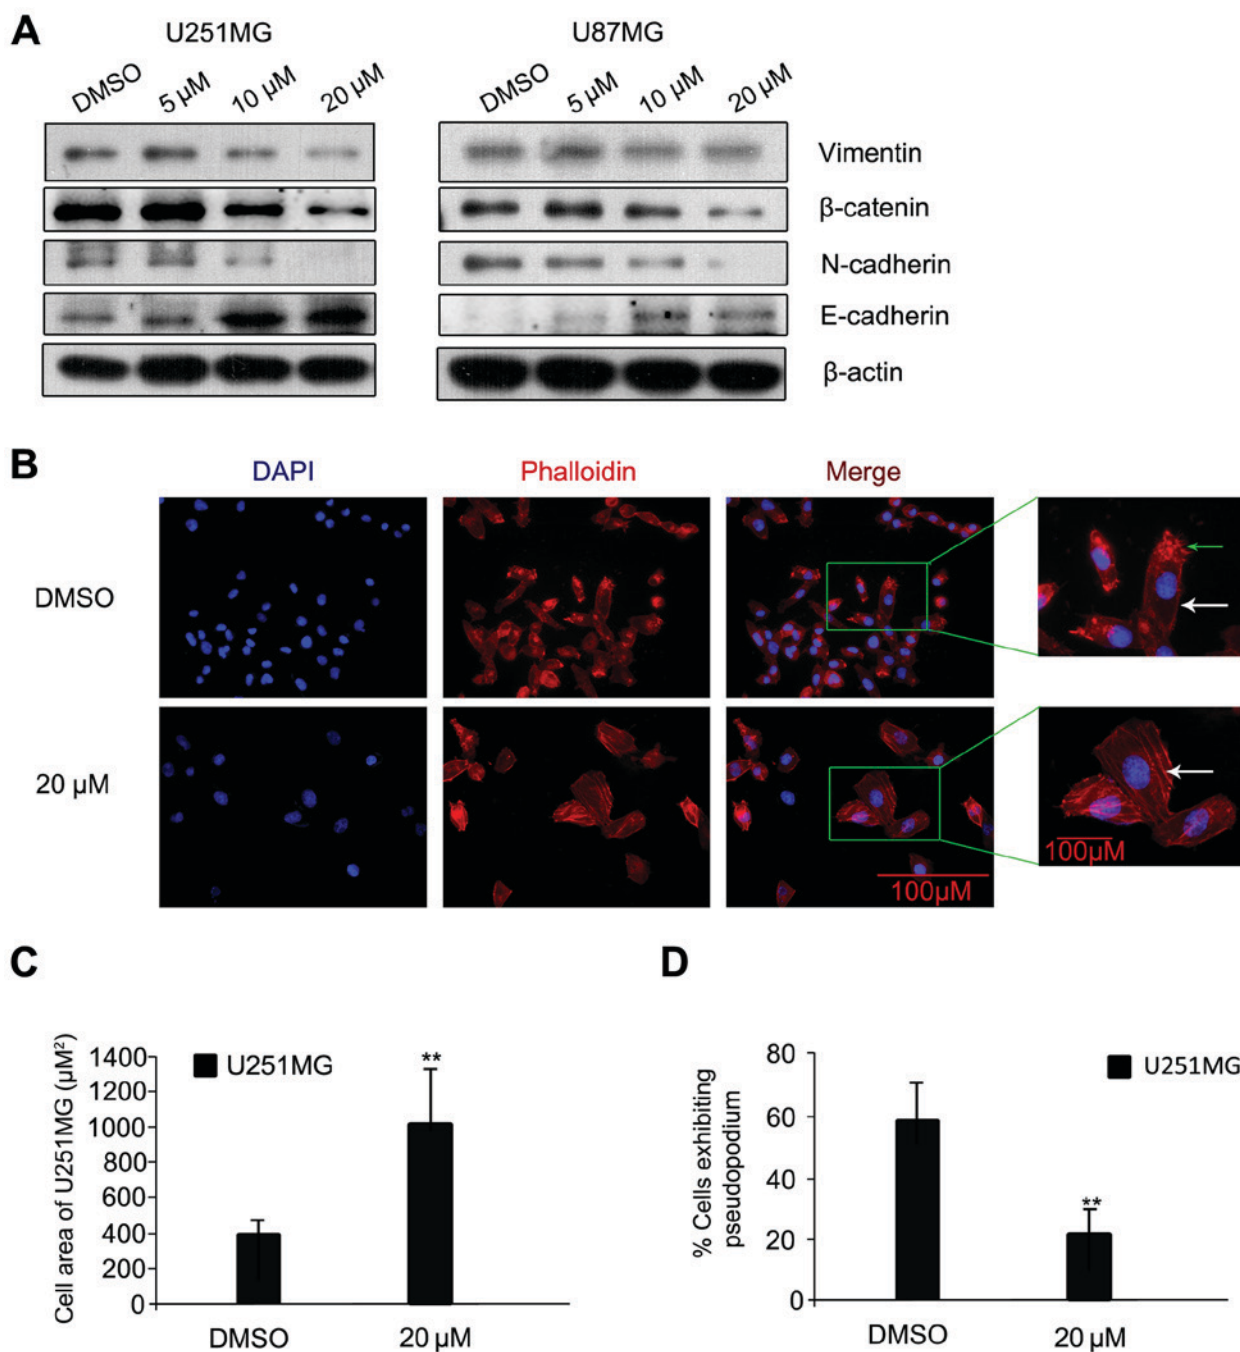 A
U251MG
U87MG
DMSO
5 µM
10 µM
20 µM
DMSO
5 µM
10 µM
20 µM
Vimentin
β-catenin
N-cadherin
E-cadherin
β-actin
B
DAPI
Phalloidin
Merge
DMSO
20 µM
100µM
100µM
C
Cell area of U251MG (µM²)
1400
1200
1000
800
600
400
200
0
U251MG
**
DMSO
20 µM
D
% Cells exhibiting
pseudopodium
80
60
40
20
0
U251MG
**
DMSO
20 µM